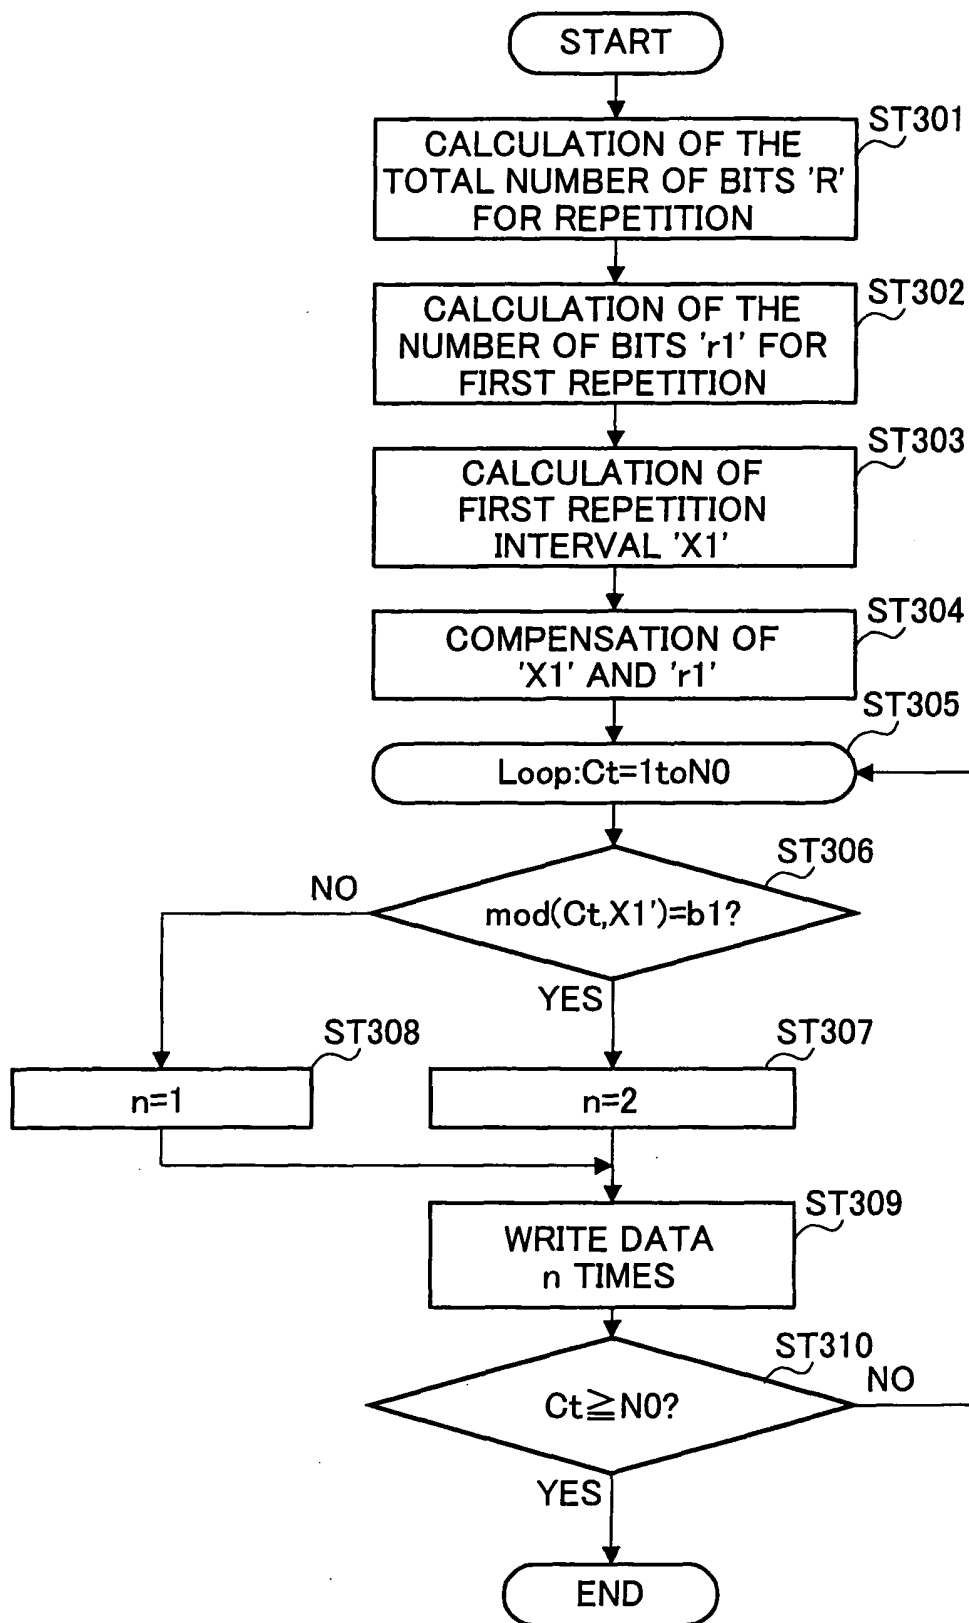 START
ST301
CALCULATION OF THE
TOTAL NUMBER OF BITS 'R'
FOR REPETITION
ST302
CALCULATION OF THE
NUMBER OF BITS 'r1' FOR
FIRST REPETITION
ST303
CALCULATION OF
FIRST REPETITION
INTERVAL 'X1'
ST304
COMPENSATION OF
'X1' AND 'r1'
ST305
Loop:Ct=1toN0
ST306
NO
mod(Ct,X1')=b1?
YES
ST308
ST307
n=1
n=2
ST309
WRITE DATA
n TIMES
ST310
NO
Ct≧N0?
YES
END